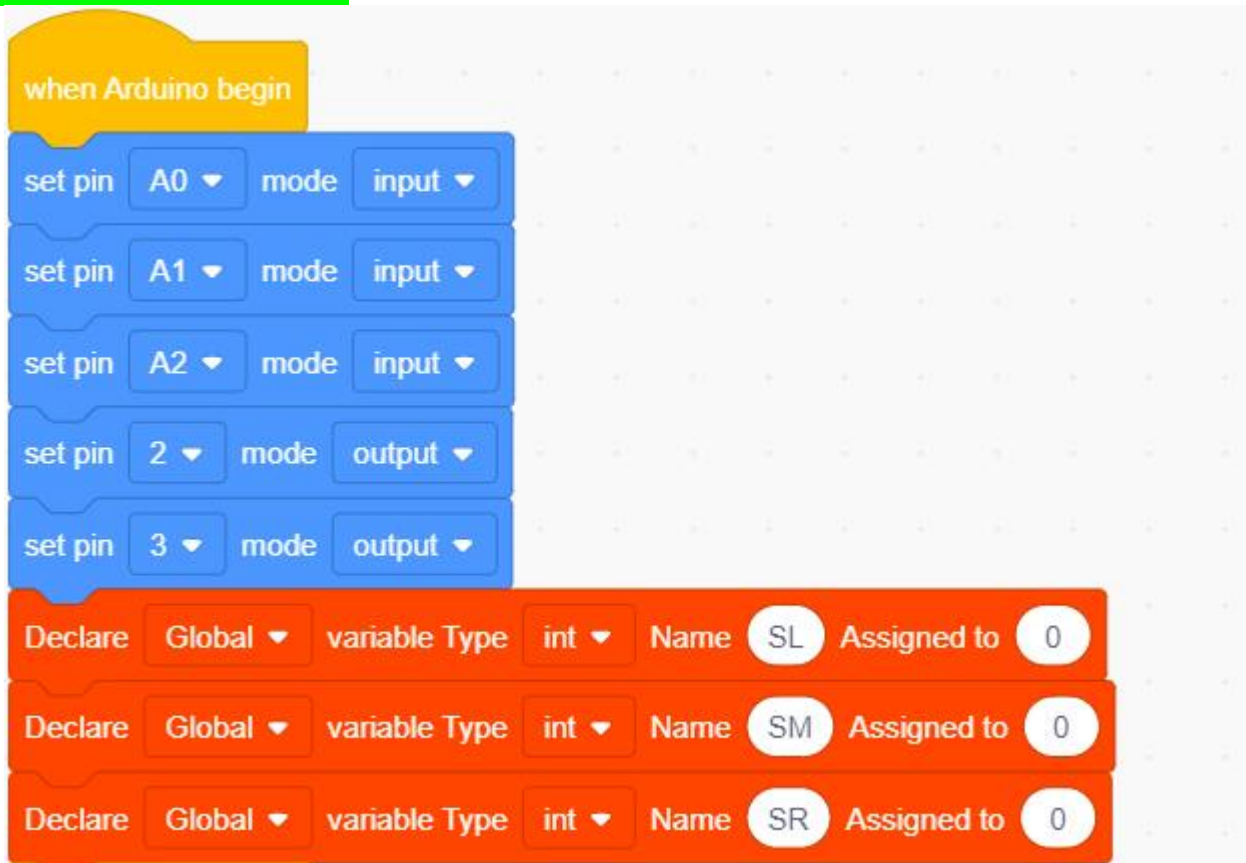 when Arduino begin
set pin A0 mode input
set pin A1 mode input
set pin A2 mode input
set pin 2 mode output
set pin 3 mode output
Declare Global variable Type int Name SL Assigned to 0
Declare Global variable Type int Name SM Assigned to 0
Declare Global variable Type int Name SR Assigned to 0